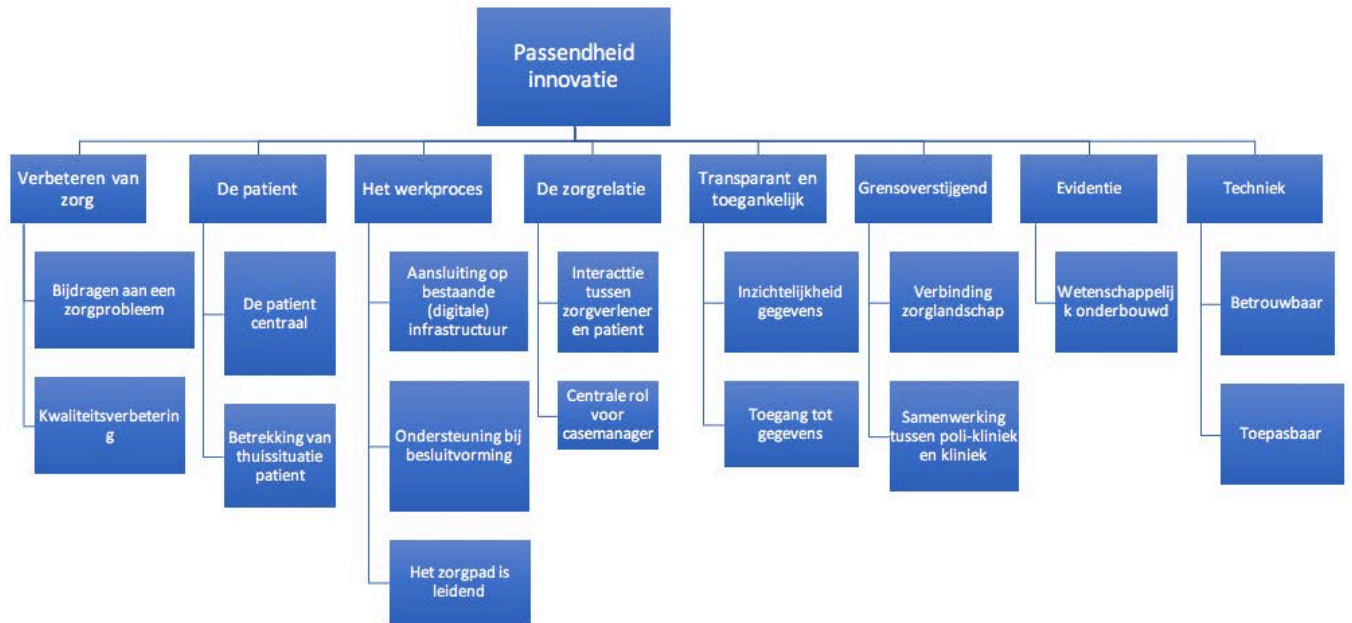 Passendheid
innovatie
Verbeteren van
zorg
Bijdragen aan een
zorgprobleem
Kwaliteitsverbeterin
g
De patient
De patient
centraal
Betrekking van
thuissituatie
patient
Het werkproces
Aansluiting op
bestaande
(digitale)
infrastructuur
Ondersteuning bij
besluitvorming
Het zorgpad is
leidend
De zorgrelatie
Interacttie
tussen
zorgverlener
en patient
Centrale rol
voor
casemanager
Transparant en
toegankelijk
Inzichtelijkheid
gegevens
Toegang tot
gegevens
Grensoverstijgend
Verbinding
zorglandschap
Samenwerking
tussen poli-kliniek
en kliniek
Evidentie
Wetenschappelij
k onderbouwd
Techniek
Betrouwbaar
Toepasbaar